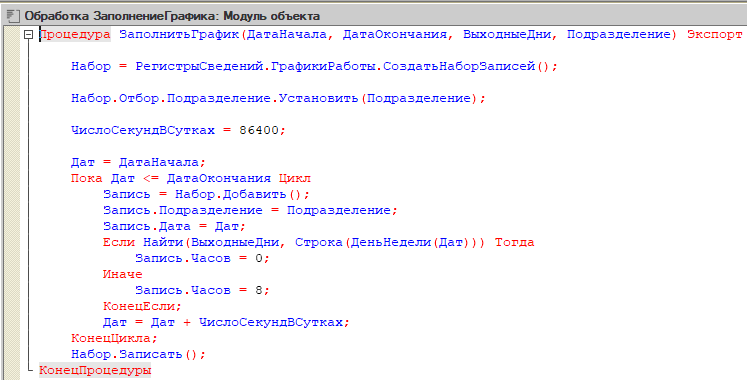 Обработка ЗаполнениеГрафика: Модуль объекта
Процедура ЗаполнитьГрафик(ДатаНачала, ДатаОкончания, ВыходныеДни, Подразделение) Экспорт
Набор = РегистрыСведений.ГрафикиРаботы.СоздатьНаборЗаписей();
Набор.Отбор.Подразделение.Установить(Подразделение);
ЧислоСекундВСутках = 86400;
Дат = ДатаНачала;
Пока Дат <= ДатаОкончания Цикл
Запись = Набор.Добавить();
Запись.Подразделение = Подразделение;
Запись.Дата = Дат;
Если Найти(ВыходныеДни, Строка(ДеньНедели(Дат))) Тогда
Запись.Часов = 0;
Иначе
Запись.Часов = 8;
КонецЕсли;
Дат = Дат + ЧислоСекундВСутках;
КонецЦикла;
Набор.Записать();
КонецПроцедуры